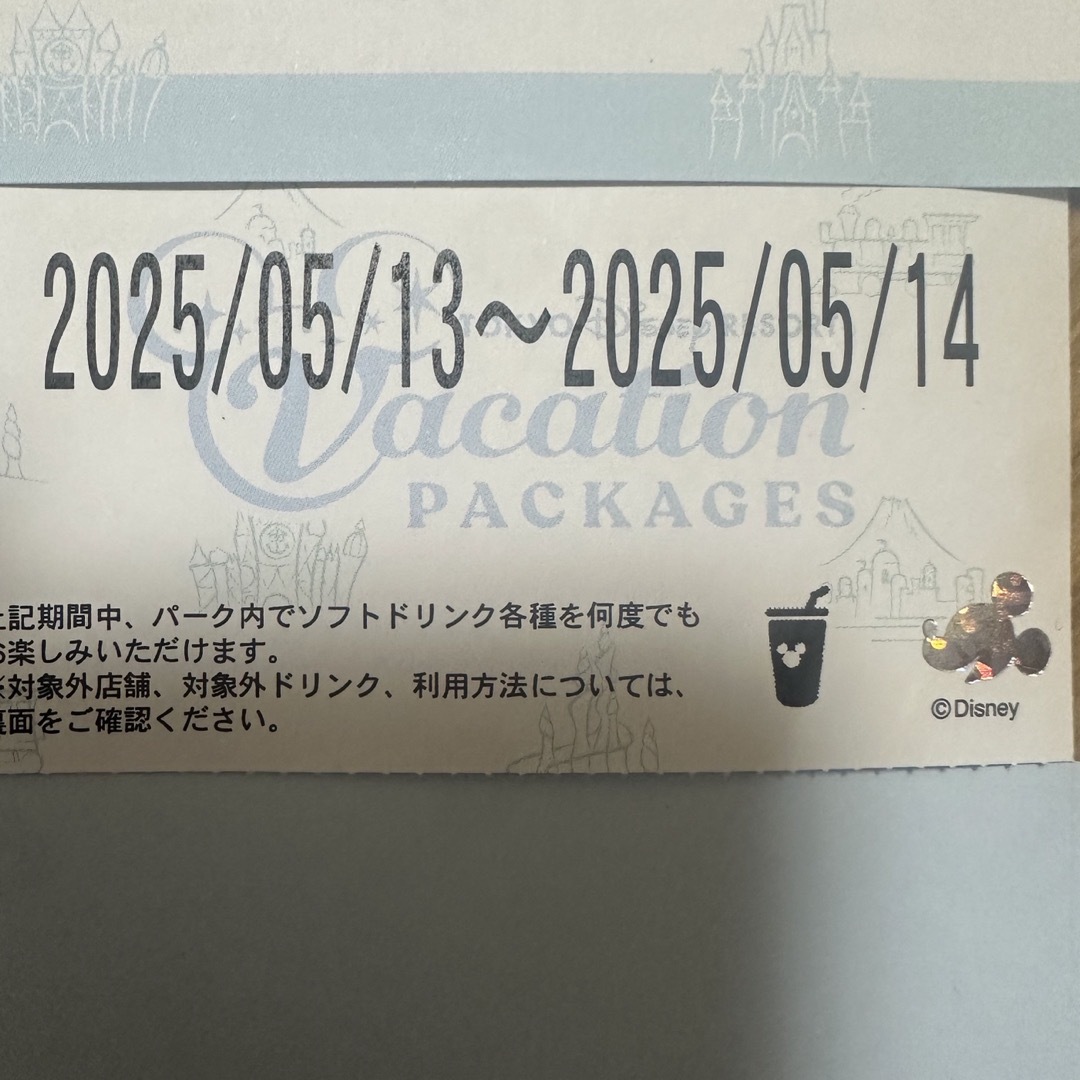 2025/05/13～2025/05/14
TOKYO DISNEY RESORT
Vacation
PACKAGES
記期間中、パーク内でソフトドリンク各種を何度でも
楽しみいただけます。
対象外店舗、対象外ドリンク、利用方法については、
面をご確認ください。
©Disney